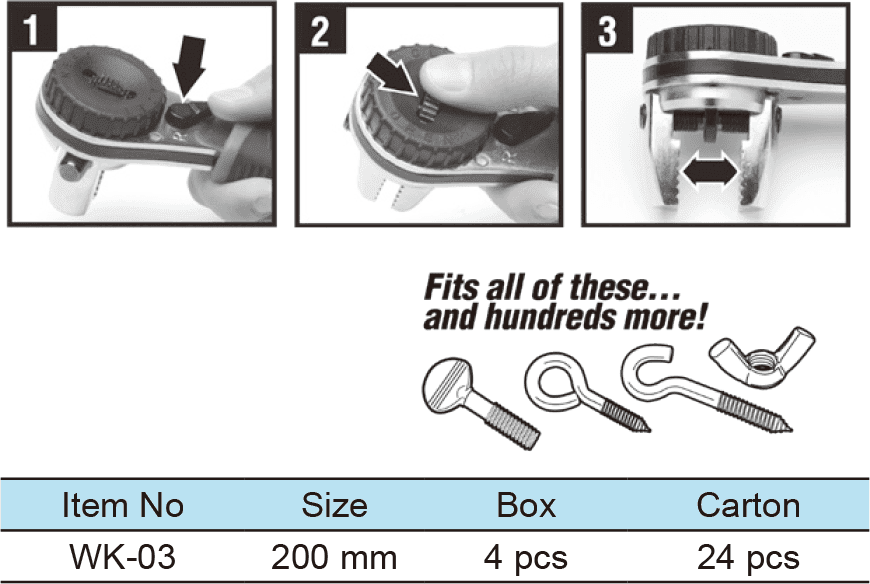 1
2
3
R
R
Fits all of these...
and hundreds more!
Item No Size Box Carton
WK-03 200 mm 4 pcs 24 pcs